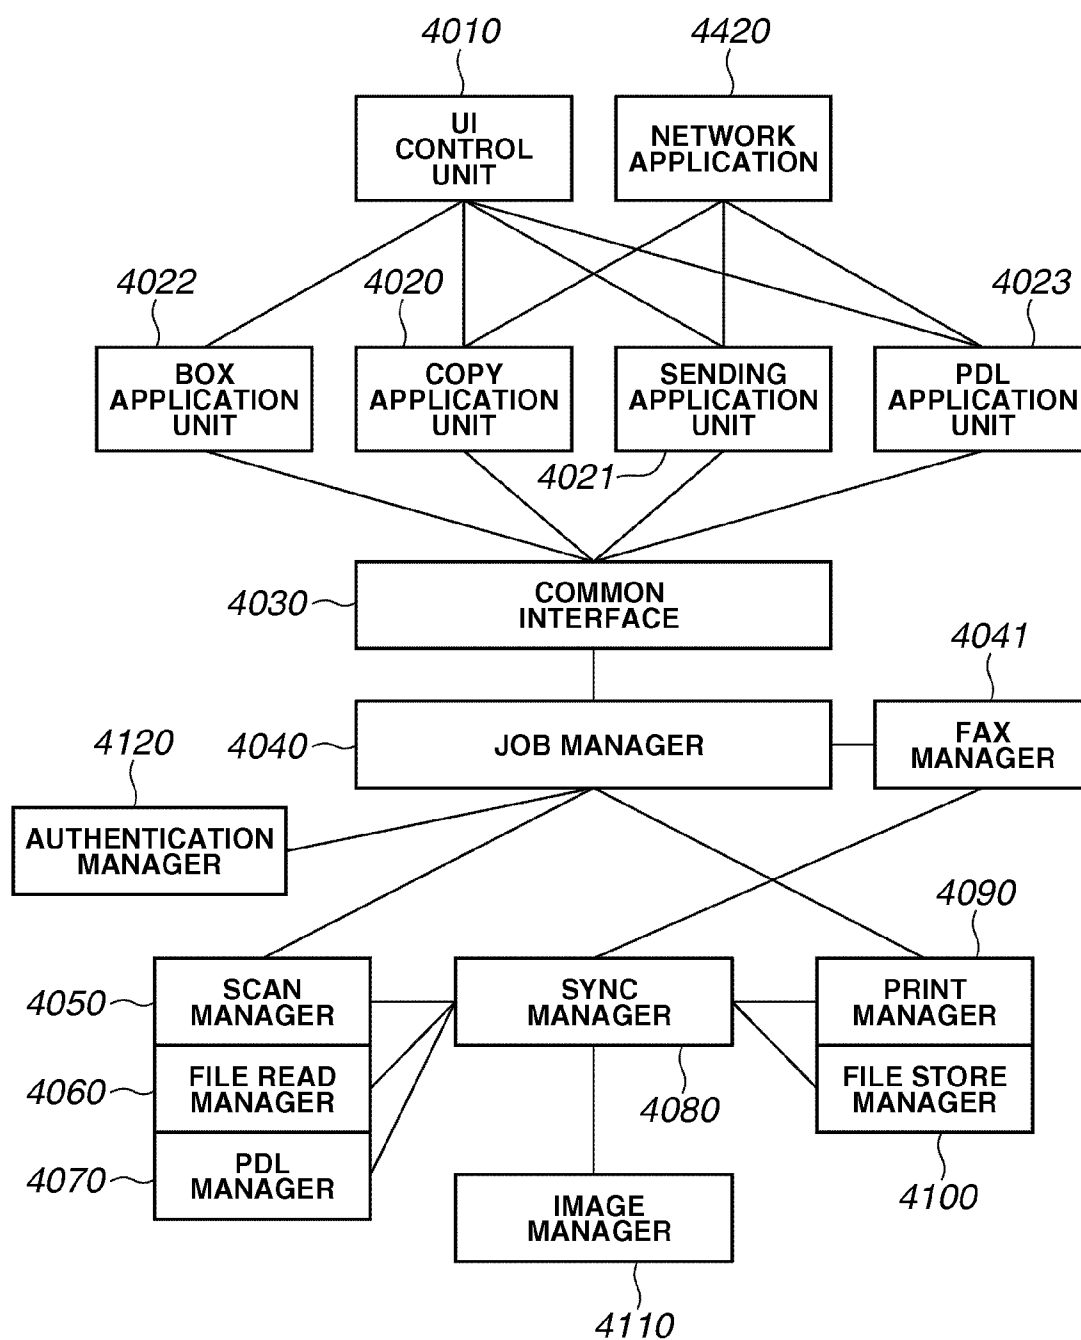 4010
4420
UI
CONTROL
UNIT
NETWORK
APPLICATION
4022
4020
4023
BOX
APPLICATION
UNIT
COPY
APPLICATION
UNIT
SENDING
APPLICATION
UNIT
PDL
APPLICATION
UNIT
4021
4030
COMMON
INTERFACE
4041
4040
JOB MANAGER
FAX
MANAGER
4120
AUTHENTICATION
MANAGER
4090
4050
SCAN
MANAGER
SYNC
MANAGER
PRINT
MANAGER
4060
FILE READ
MANAGER
4080
FILE STORE
MANAGER
4070
PDL
MANAGER
4100
IMAGE
MANAGER
4110